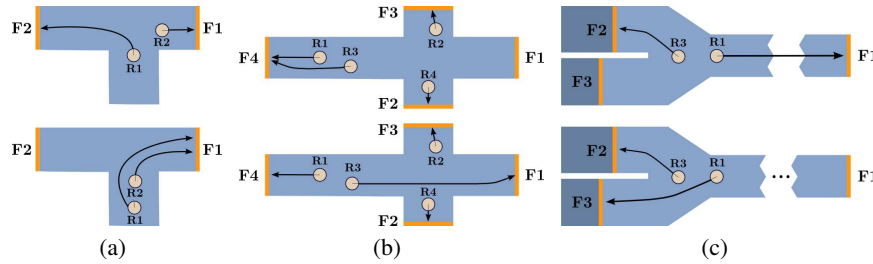 F2 R1 R2 F1
F2 R2 R1 F1
(a)
F3
R2
F4 R1 R3 F1
R4
F2
F3
R2
F4 R1 R3 F1
R4
F2
(b)
F2 R3 R1 F1
F3
F2 R3 R1 F1
F3 ...
(c)